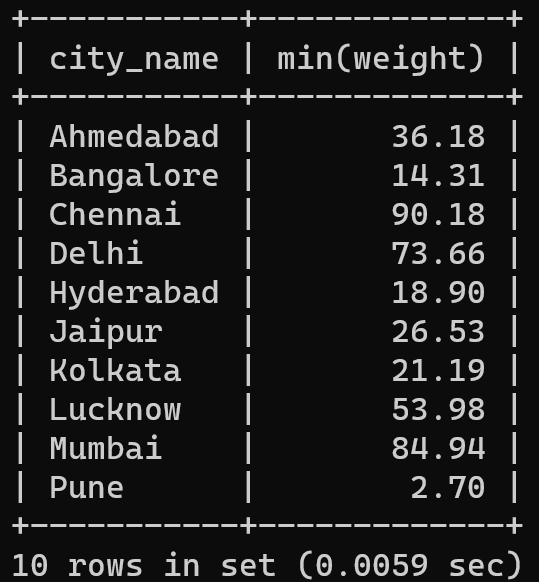 +-----------+-------------+
| city_name | min(weight) |
+-----------+-------------+
| Ahmedabad |       36.18 |
| Bangalore |       14.31 |
| Chennai   |       90.18 |
| Delhi     |       73.66 |
| Hyderabad |       18.90 |
| Jaipur    |       26.53 |
| Kolkata   |       21.19 |
| Lucknow   |       53.98 |
| Mumbai    |       84.94 |
| Pune      |        2.70 |
+-----------+-------------+
10 rows in set (0.0059 sec)